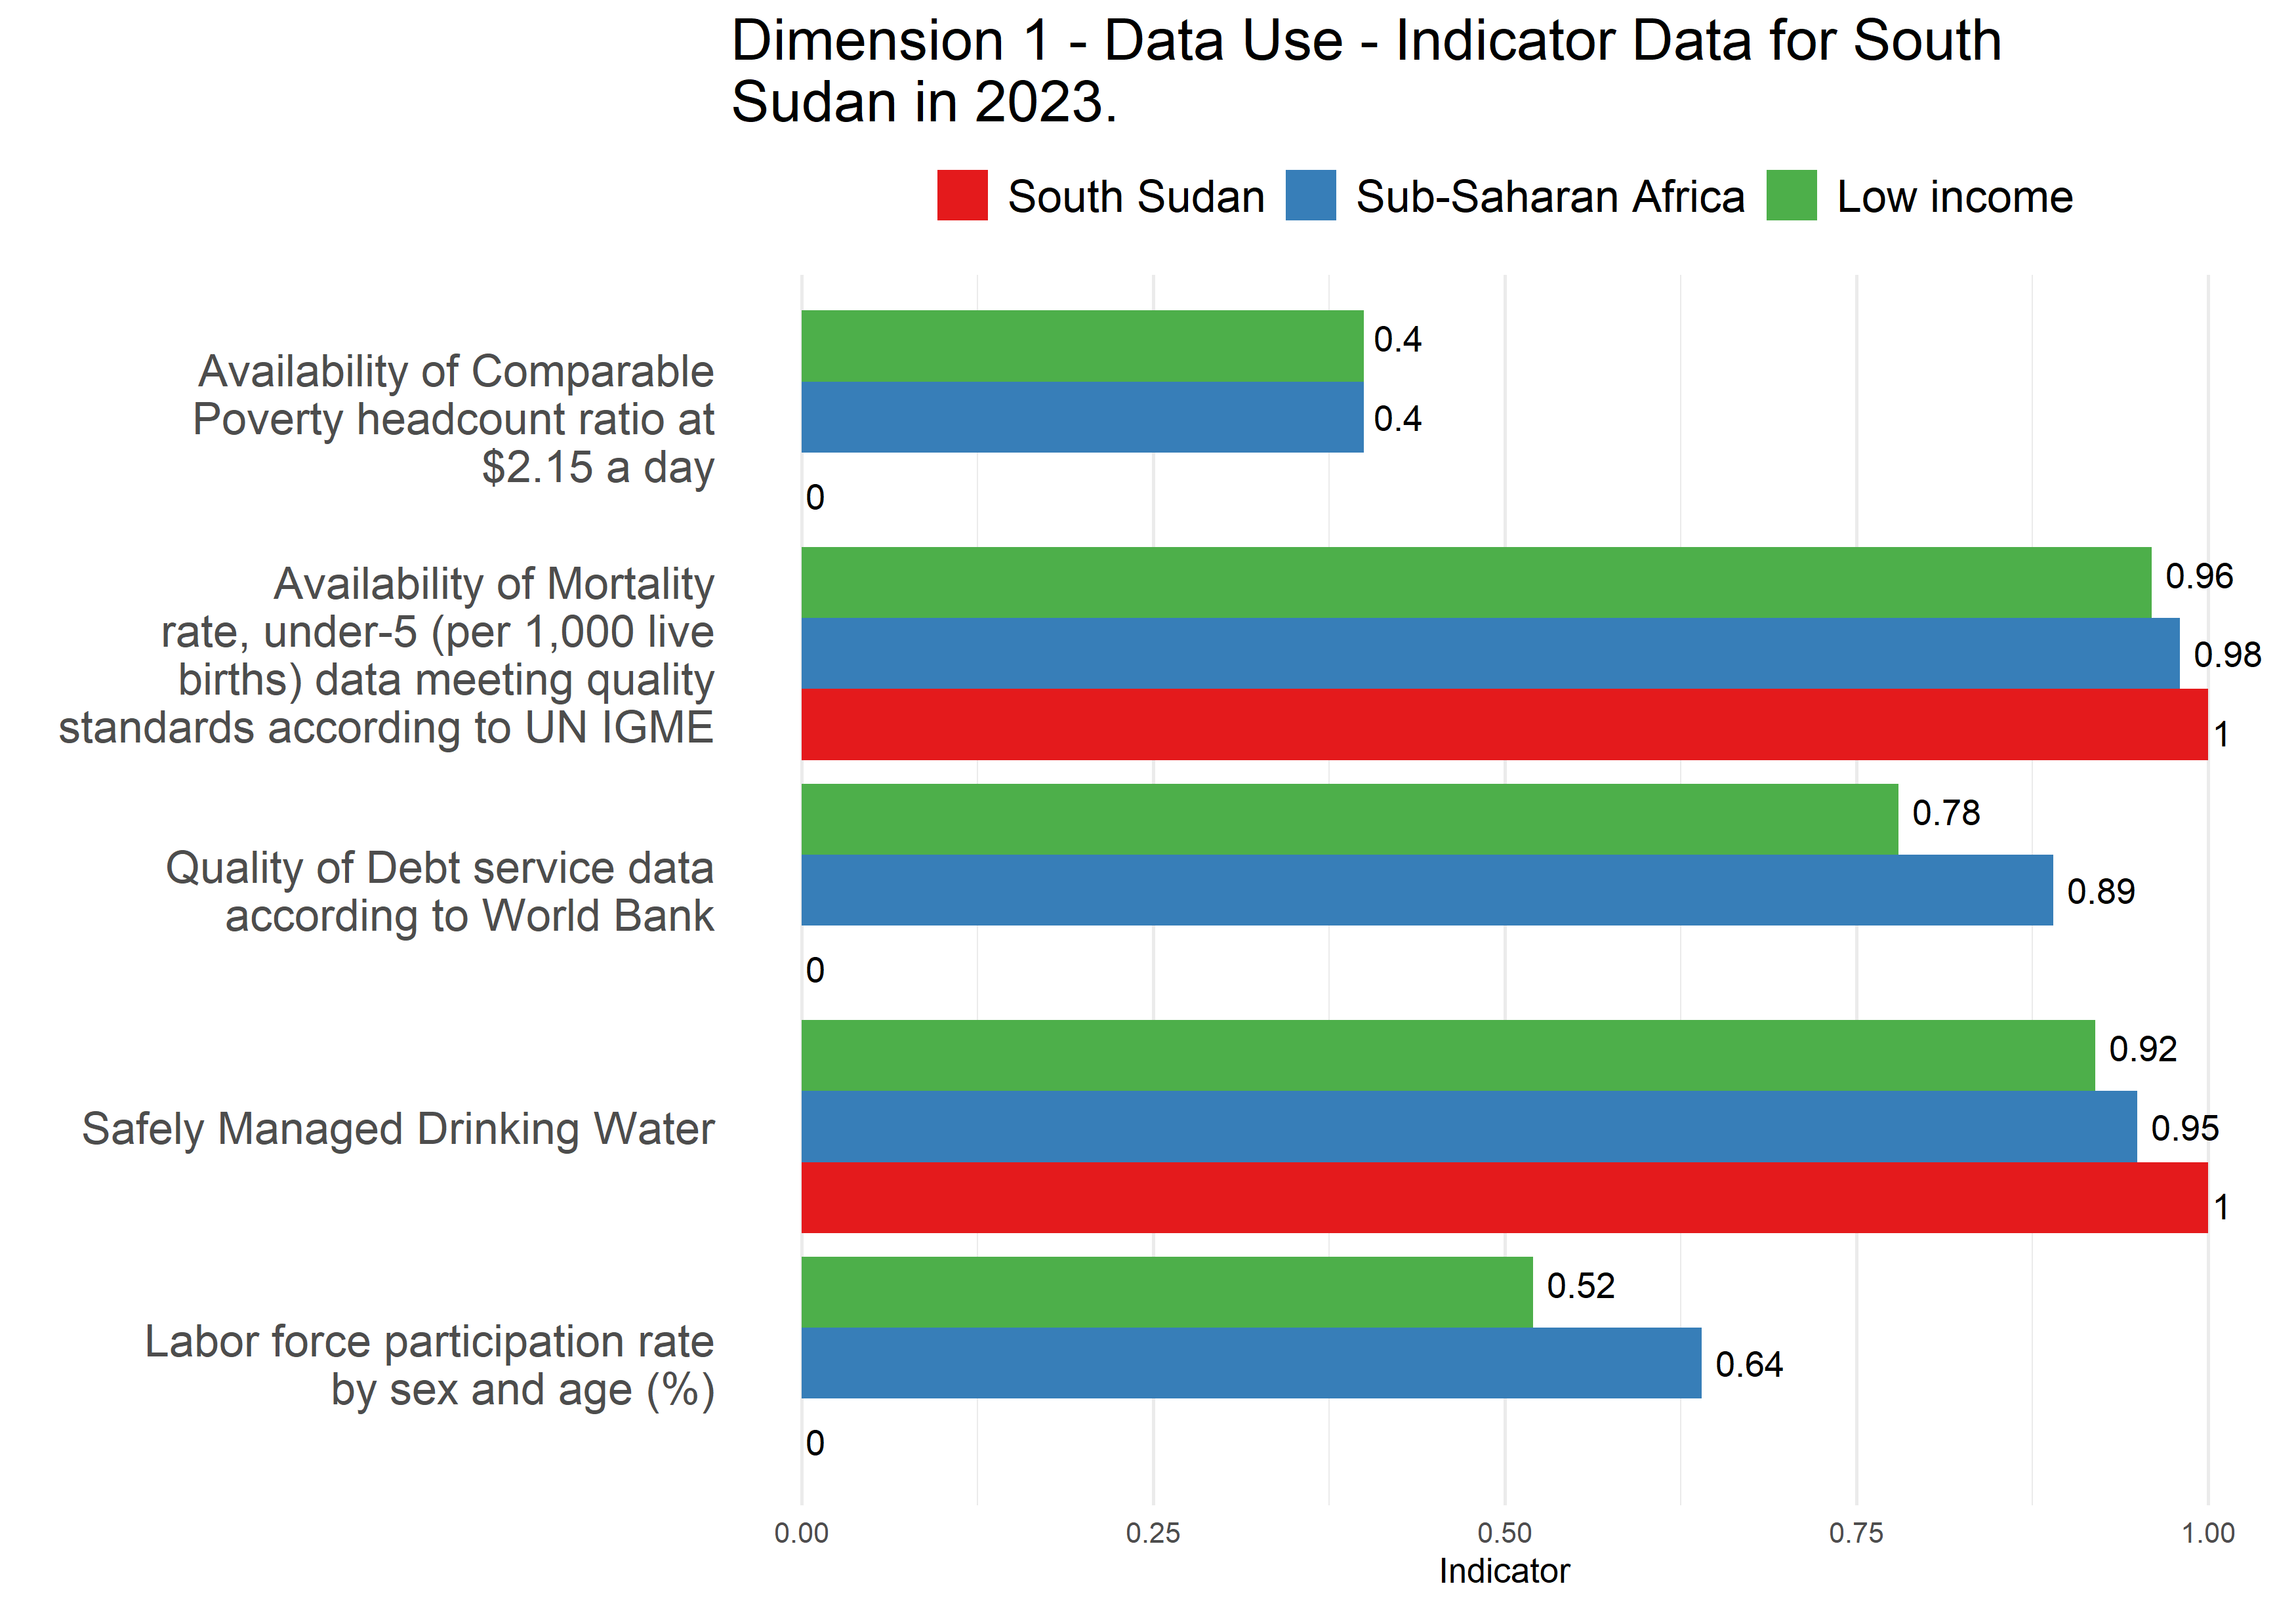 Dimension 1 - Data Use - Indicator Data for South
Sudan in 2023.
South Sudan Sub-Saharan Africa Low income
Availability of Comparable
Poverty headcount ratio at
$2.15 a day
0.4
0.4
0
Availability of Mortality
rate, under-5 (per 1,000 live
births) data meeting quality
standards according to UN IGME
0.96
0.98
1
Quality of Debt service data
according to World Bank
0.78
0.89
0
Safely Managed Drinking Water
0.92
0.95
1
Labor force participation rate
by sex and age (%)
0.52
0.64
0
0.00 0.25 0.50 0.75 1.00
Indicator